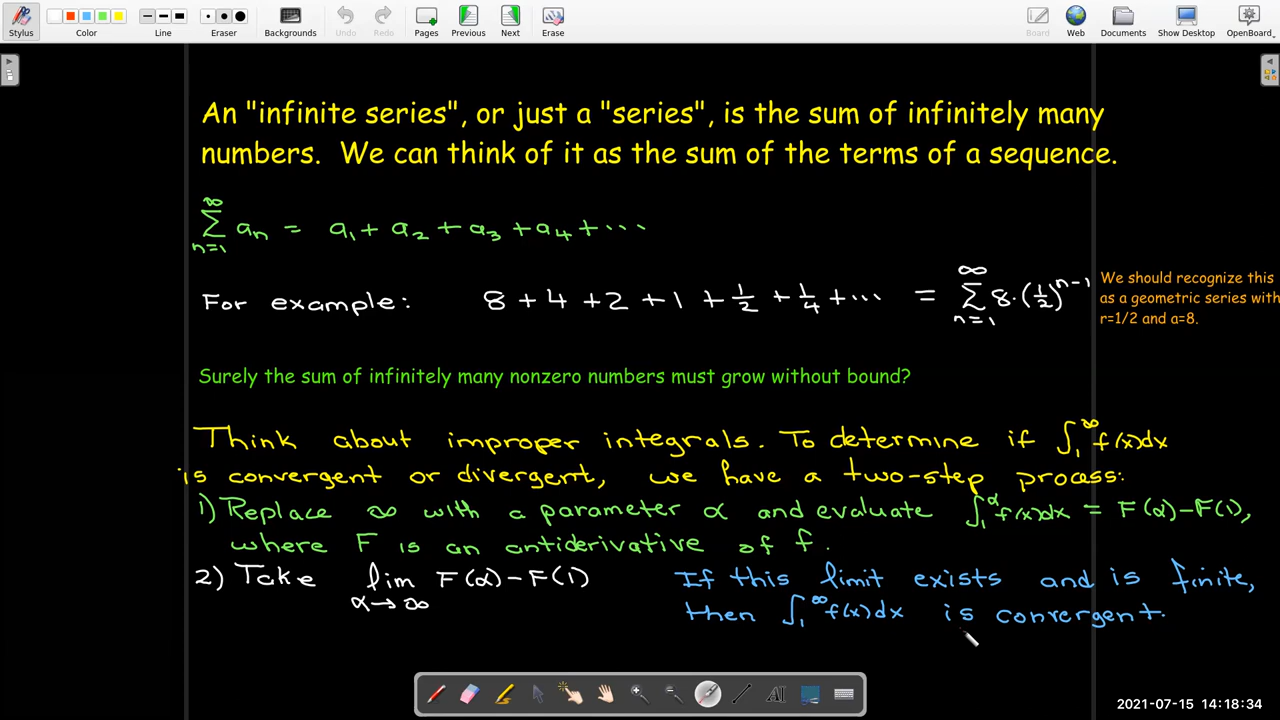 Stylus Color Line Eraser Backgrounds Undo Redo Pages Previous Next Erase Board Web Documents Show Desktop OpenBoard
An "infinite series", or just a "series", is the sum of infinitely many
numbers. We can think of it as the sum of the terms of a sequence.
∑_{n=1}^{∞} a_n = a_1 + a_2 + a_3 + a_4 + ⋯
For example: 8 + 4 + 2 + 1 + 1/2 + 1/4 + ⋯ = ∑_{n=1}^{∞} 8·(1/2)^{n-1}
We should recognize this
as a geometric series with
r=1/2 and a=8.
Surely the sum of infinitely many nonzero numbers must grow without bound?
Think about improper integrals. To determine if ∫_1^∞ f(x)dx
is convergent or divergent, we have a two-step process:
1) Replace ∞ with a parameter α and evaluate ∫_1^α f(x)dx = F(α)-F(1),
where F is an antiderivative of f.
2) Take lim_{α→∞} F(α)-F(1) If this limit exists and is finite,
then ∫_1^∞ f(x)dx is convergent.
2021-07-15 14:18:34